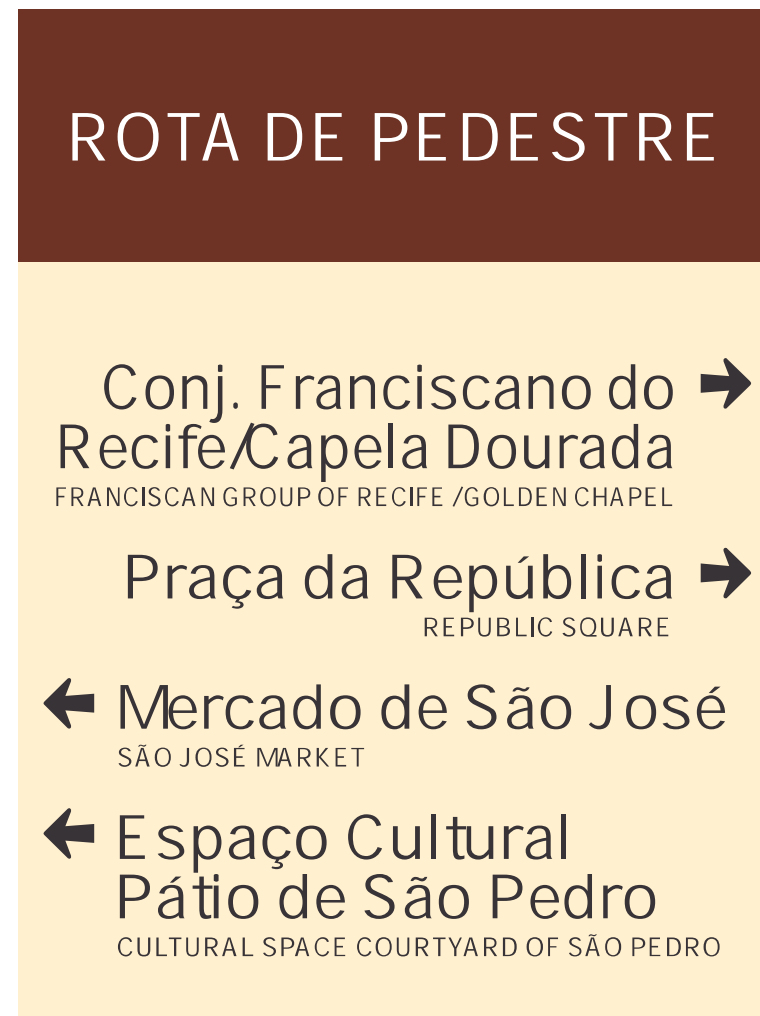 ROTA DE PEDESTRE
Conj. Franciscano do
Recife/Capela Dourada
FRANCISCAN GROUP OF RECIFE /GOLDEN CHAPEL
Praça da República
REPUBLIC SQUARE
Mercado de São José
SÃO JOSÉ MARKET
Espaço Cultural
Pátio de São Pedro
CULTURAL SPACE COURTYARD OF SÃO PEDRO